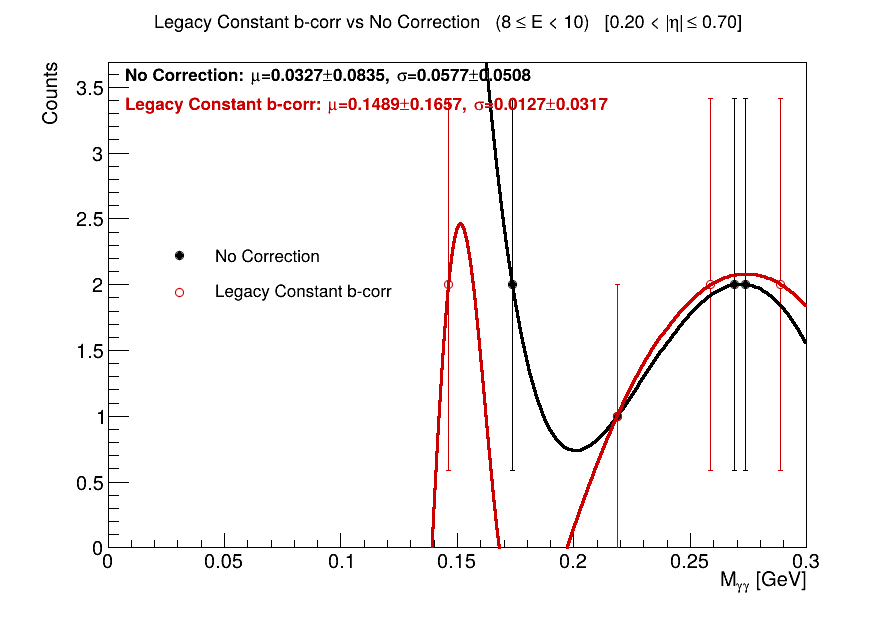 Legacy Constant b-corr vs No Correction (8 ≤ E < 10) [0.20 < |η| ≤ 0.70]
Counts
No Correction: μ=0.0327±0.0835, σ=0.0577±0.0508
Legacy Constant b-corr: μ=0.1489±0.1657, σ=0.0127±0.0317
3.5
3
2.5
2
1.5
1
0.5
0
No Correction
Legacy Constant b-corr
0 0.05 0.1 0.15 0.2 0.25 0.3
Mγγ [GeV]